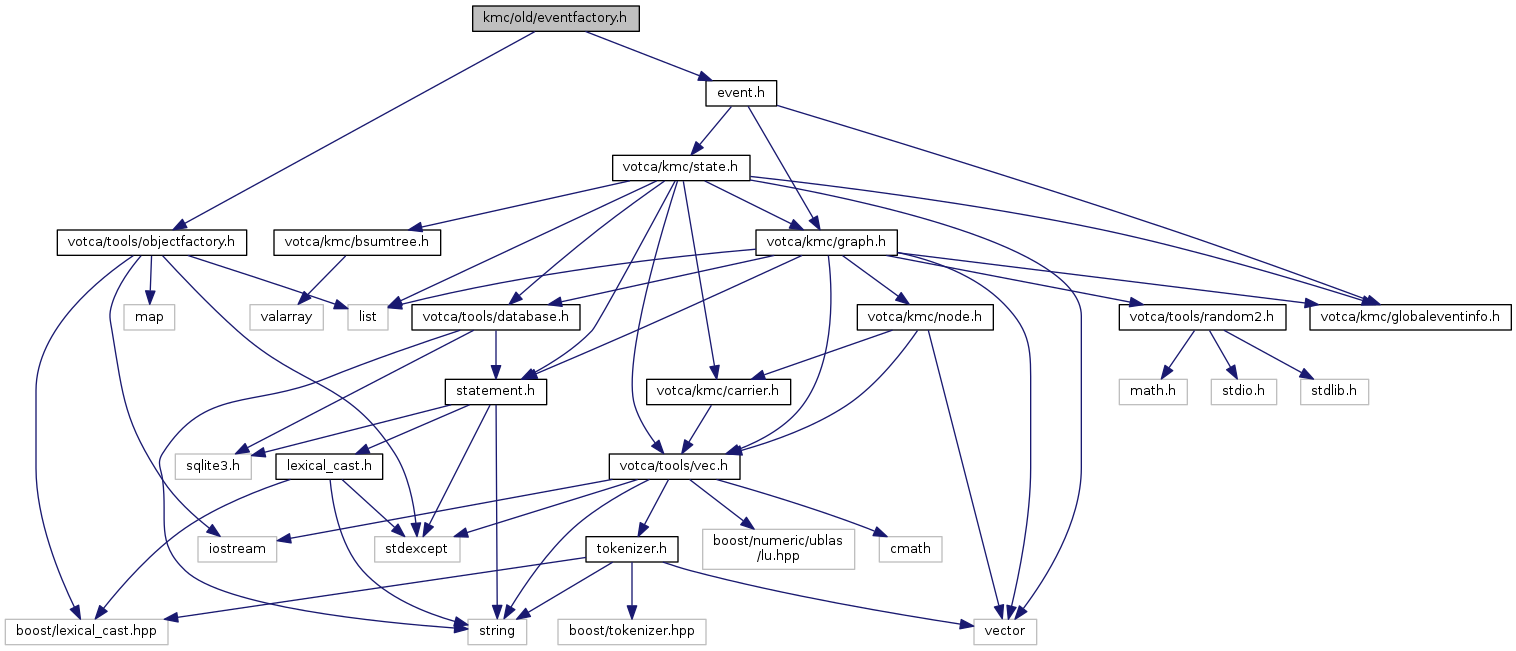 kmc/old/eventfactory.h
event.h
votca/kmc/state.h
votca/tools/objectfactory.h
votca/kmc/bsumtree.h
votca/kmc/graph.h
map
valarray
list
votca/tools/database.h
votca/kmc/node.h
votca/tools/random2.h
votca/kmc/globaleventinfo.h
statement.h
votca/kmc/carrier.h
math.h
stdio.h
stdlib.h
sqlite3.h
lexical_cast.h
votca/tools/vec.h
iostream
stdexcept
tokenizer.h
boost/numeric/ublas
/lu.hpp
cmath
boost/lexical_cast.hpp
string
boost/tokenizer.hpp
vector